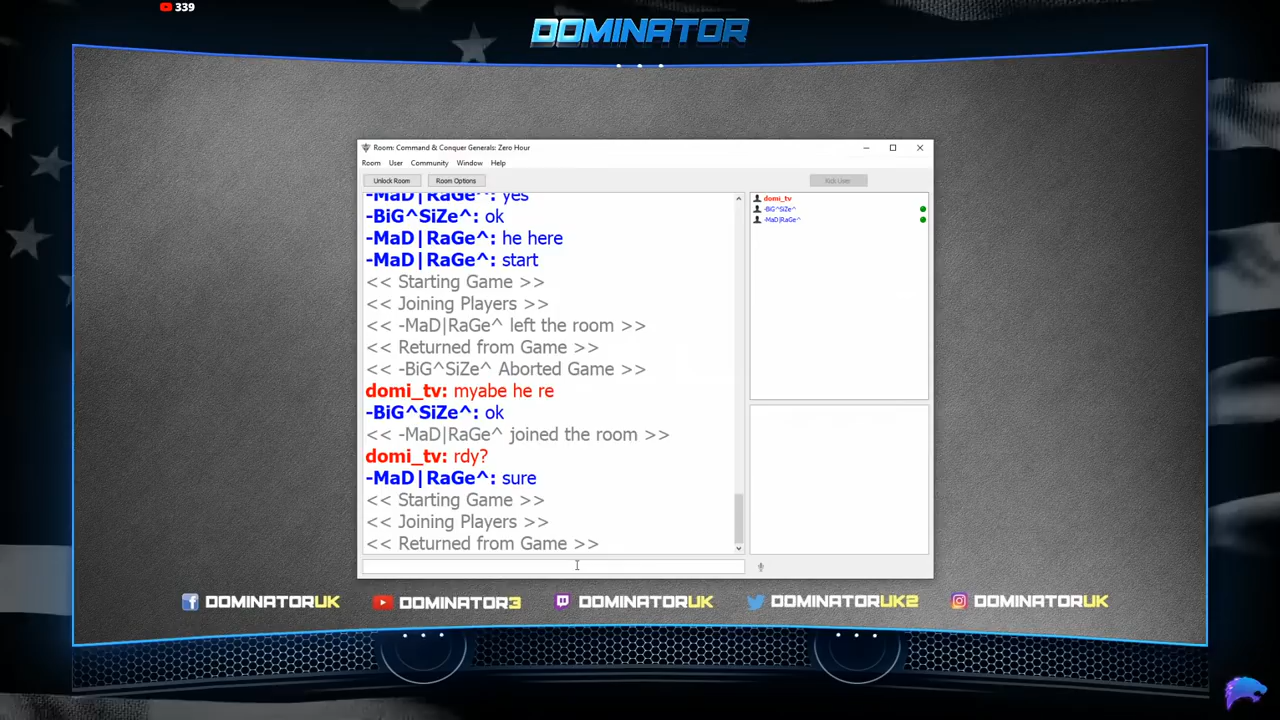 339
DOMINATOR
Room: Command & Conquer Generals: Zero Hour
Room User Community Window Help
Unlock Room Room Options Kick User
-MaD|RaGe^: yes
-BiG^SiZe^: ok
-MaD|RaGe^: he here
-MaD|RaGe^: start
<< Starting Game >>
<< Joining Players >>
<< -MaD|RaGe^ left the room >>
<< Returned from Game >>
<< -BiG^SiZe^ Aborted Game >>
domi_tv: myabe he re
-BiG^SiZe^: ok
<< -MaD|RaGe^ joined the room >>
domi_tv: rdy?
-MaD|RaGe^: sure
<< Starting Game >>
<< Joining Players >>
<< Returned from Game >>
domi_tv
-BiG^SiZe^
-MaD|RaGe^
DOMINATORUK DOMINATOR3 DOMINATORUK DOMINATORUK2 DOMINATORUK